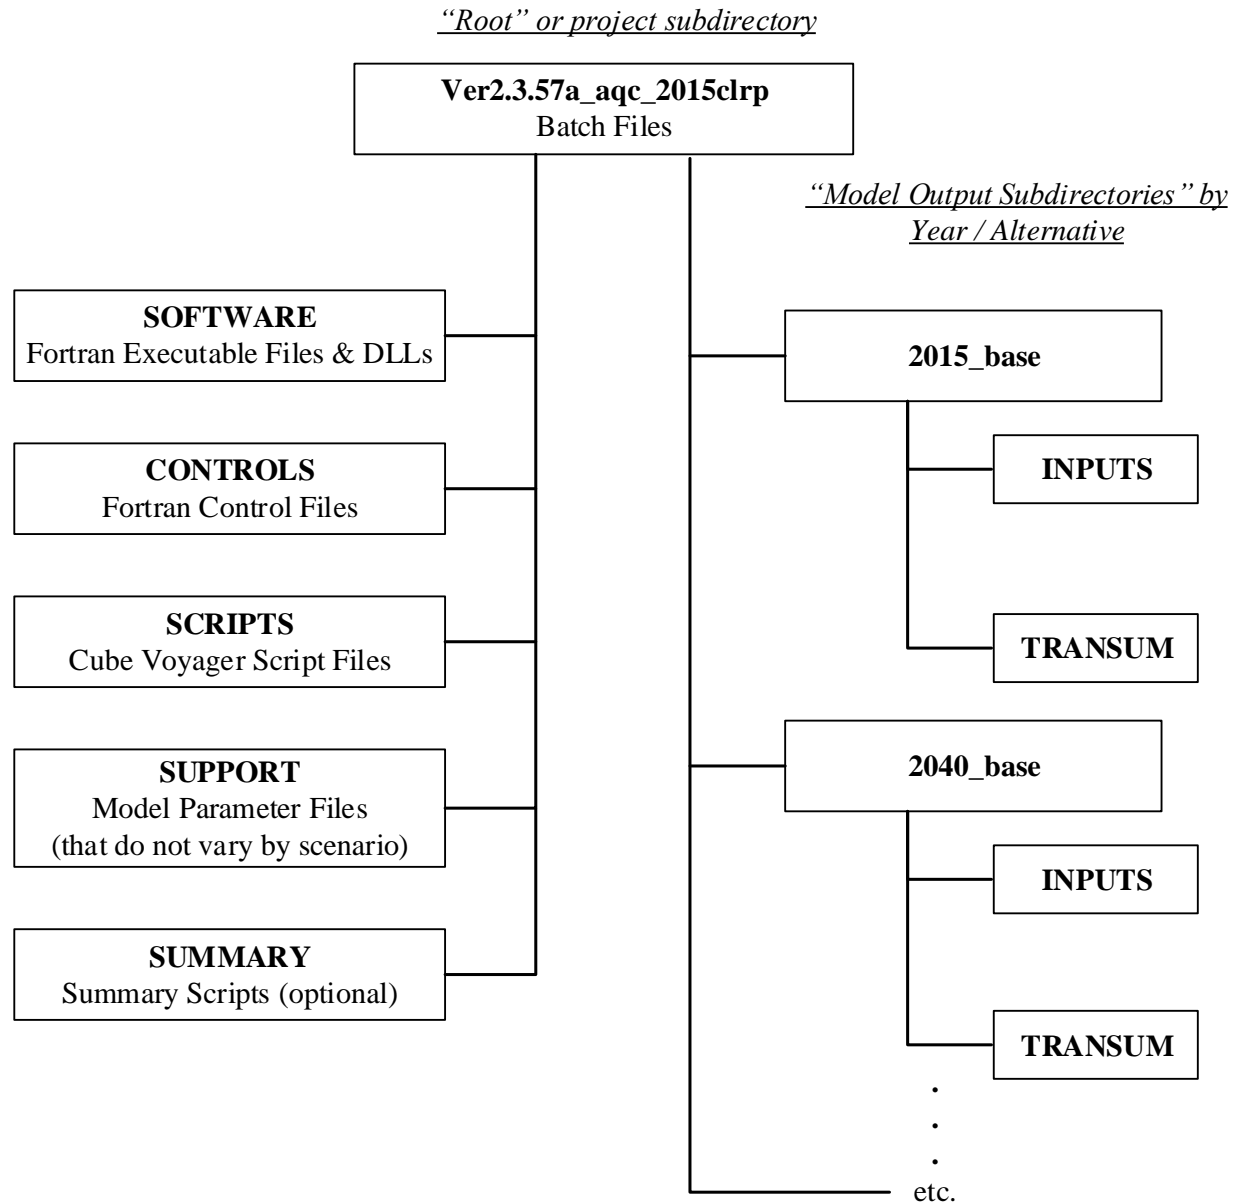 “Root” or project subdirectory
Ver2.3.57a_aqc_2015clrp
Batch Files
“Model Output Subdirectories” by
Year / Alternative
SOFTWARE
Fortran Executable Files & DLLs
CONTROLS
Fortran Control Files
SCRIPTS
Cube Voyager Script Files
SUPPORT
Model Parameter Files
(that do not vary by scenario)
SUMMARY
Summary Scripts (optional)
2015_base
INPUTS
TRANSUM
2040_base
INPUTS
TRANSUM
.
.
.
etc.